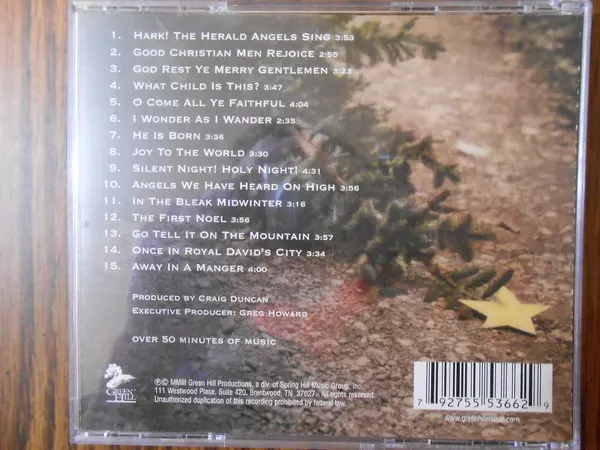 1. HARK! THE HERALD ANGELS SING 3:53
2. GOOD CHRISTIAN MEN REJOICE 2:55
3. GOD REST YE MERRY GENTLEMEN 3:23
4. WHAT CHILD IS THIS? 3:47
5. O COME ALL YE FAITHFUL 4:04
6. I WONDER AS I WANDER 2:35
7. HE IS BORN 3:36
8. JOY TO THE WORLD 3:30
9. SILENT NIGHT! HOLY NIGHT! 4:31
10. ANGELS WE HAVE HEARD ON HIGH 3:56
11. IN THE BLEAK MIDWINTER 3:16
12. THE FIRST NOEL 3:56
13. GO TELL IT ON THE MOUNTAIN 3:57
14. ONCE IN ROYAL DAVID'S CITY 3:34
15. AWAY IN A MANGER 4:00
PRODUCED BY CRAIG DUNCAN
EXECUTIVE PRODUCER: GREG HOWARD
OVER 50 MINUTES OF MUSIC
GREEN HILL
℗© MMIII Green Hill Productions, a div. of Spring Hill Music Group, Inc.
111 Westwood Place, Suite 420, Brentwood, TN, 37027 All rights reserved.
Unauthorized duplication of this recording prohibited by federal law.
7 92755 53662 9
www.greenhillmusic.com